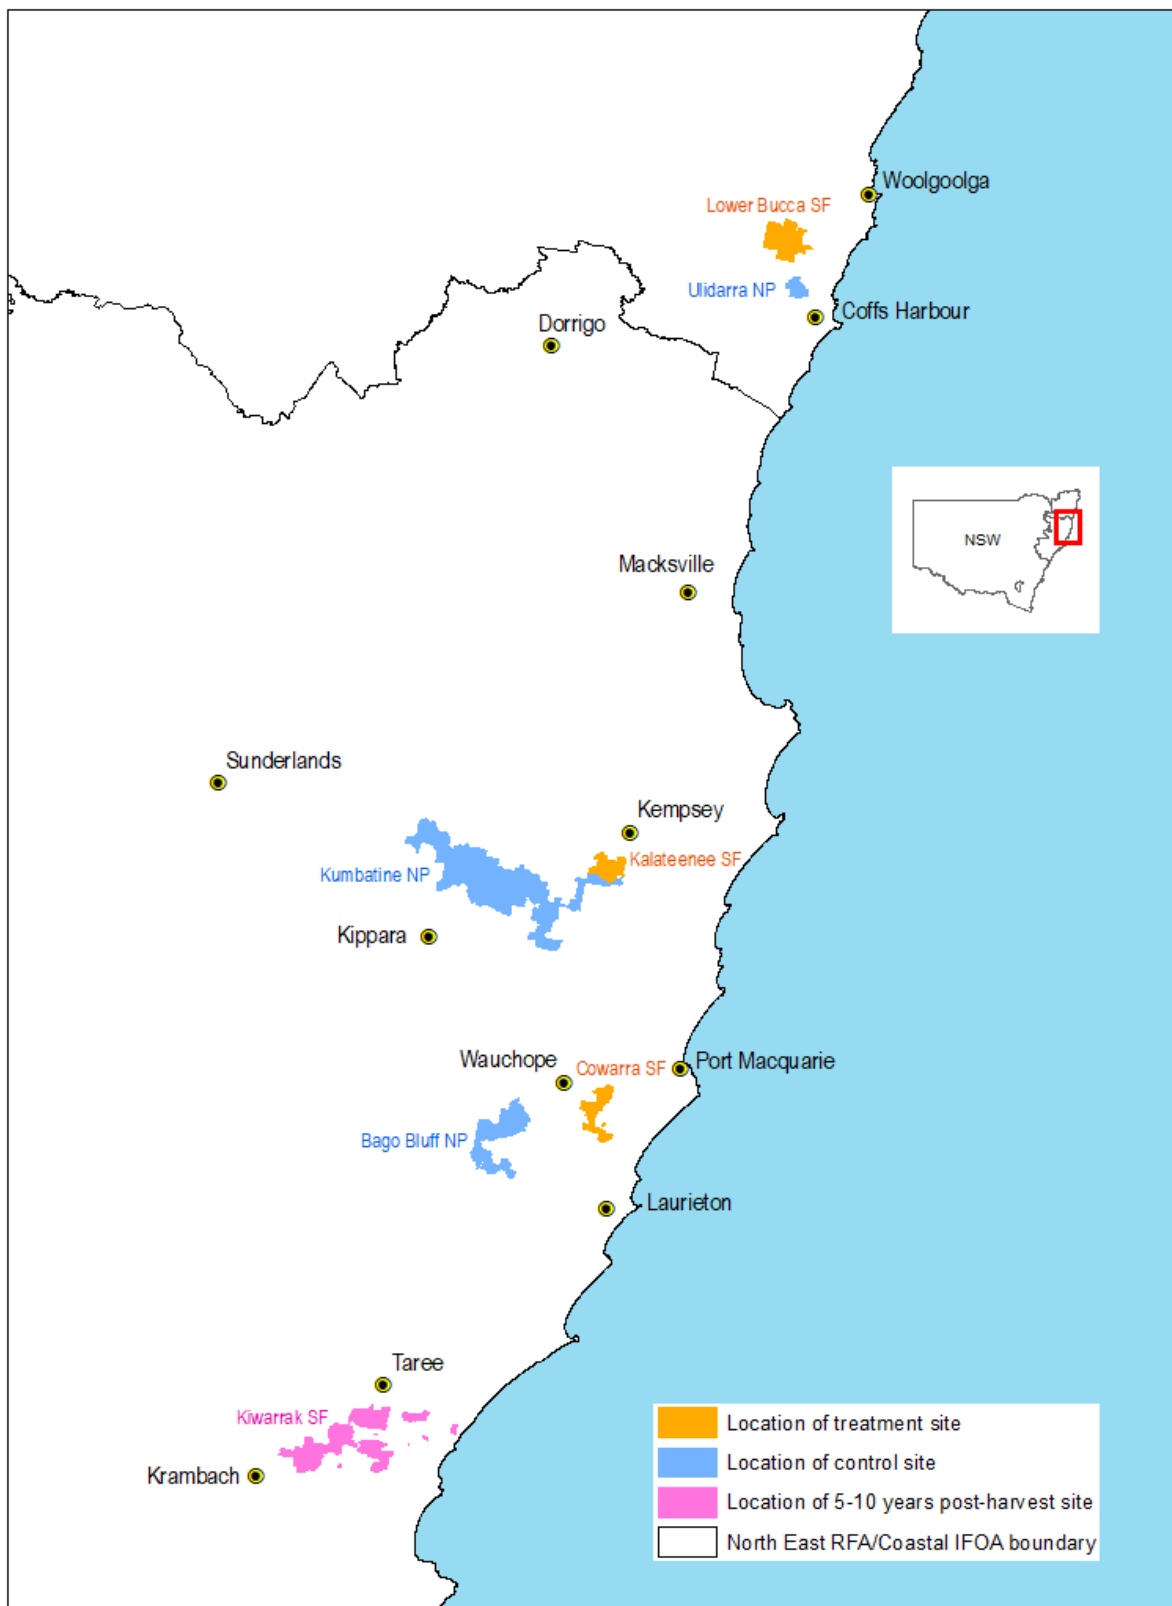 Woolgoolga
Lower Bucca SF
Ulidarra NP
Coffs Harbour
Dorrigo
NSW
Macksville
Sunderlands
Kempsey
Kalateenee SF
Kumbatine NP
Kippara
Wauchope
Cowarra SF
Port Macquarie
Bago Bluff NP
Laurieton
Taree
Kiwarrak SF
Krambach
Location of treatment site
Location of control site
Location of 5-10 years post-harvest site
North East RFA/Coastal IFOA boundary